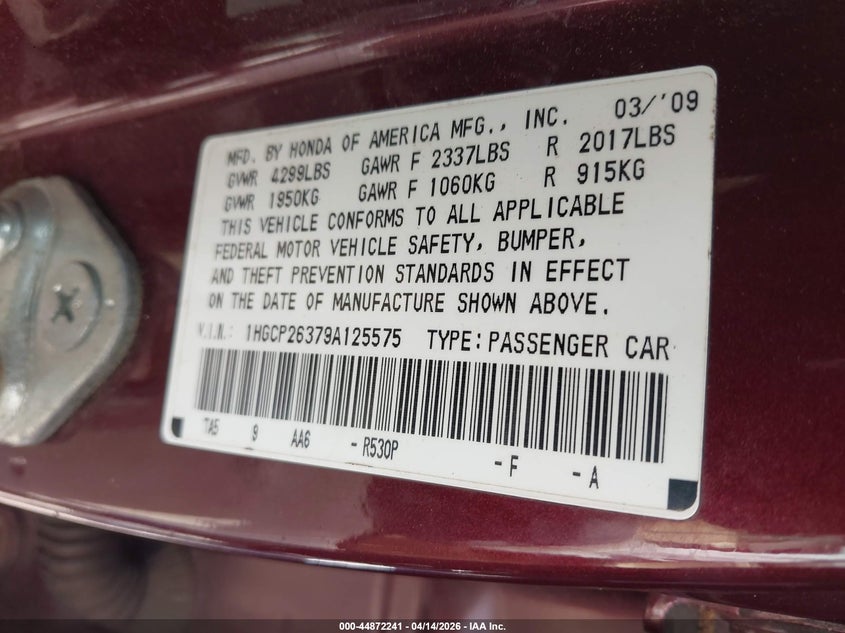 MFD. BY HONDA OF AMERICA MFG., INC. 03/'09
GVWR 4299LBS GAWR F 2337LBS R 2017LBS
GVWR 1950KG GAWR F 1060KG R 915KG
THIS VEHICLE CONFORMS TO ALL APPLICABLE
FEDERAL MOTOR VEHICLE SAFETY, BUMPER,
AND THEFT PREVENTION STANDARDS IN EFFECT
ON THE DATE OF MANUFACTURE SHOWN ABOVE.
V.I.N.: 1HGCP26379A125575 TYPE:PASSENGER CAR
TA5 9 AA6 -R530P -F -A
000-44872241 - 04/14/2026 - IAA Inc.